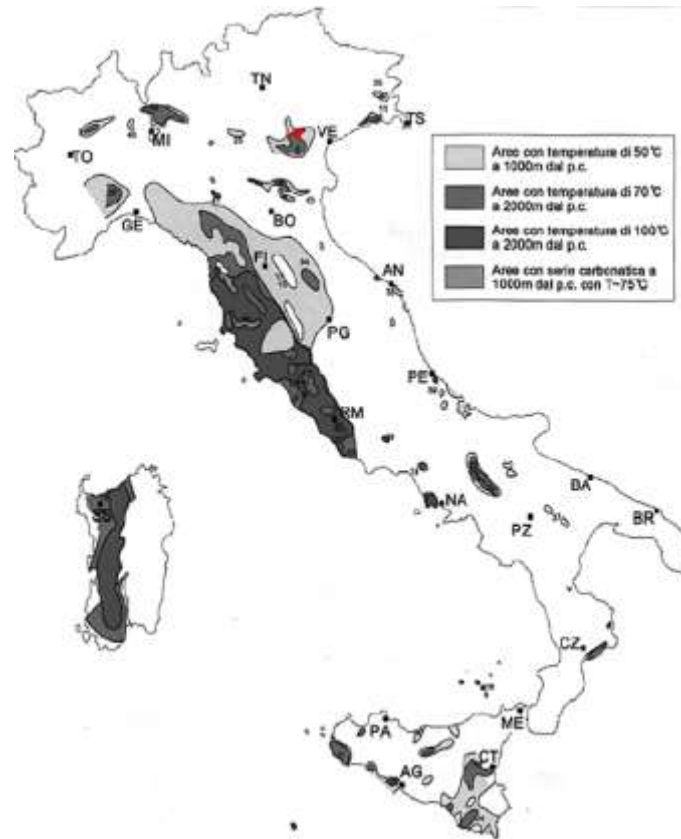 TN
TS
MI
VE
TO
GE
BO
FI
AN
PG
PE
RM
SS
NA
BA
PZ
BR
CZ
ME
PA
CT
AG
Aree con temperature di 50°C
a 1000m dal p.c.
Aree con temperatura di 70°C
a 2000m dal p.c.
Aree con temperatura di 100°C
a 2000m dal p.c.
Aree con serie carbonatica a
1000m dal p.c. con T~75°C